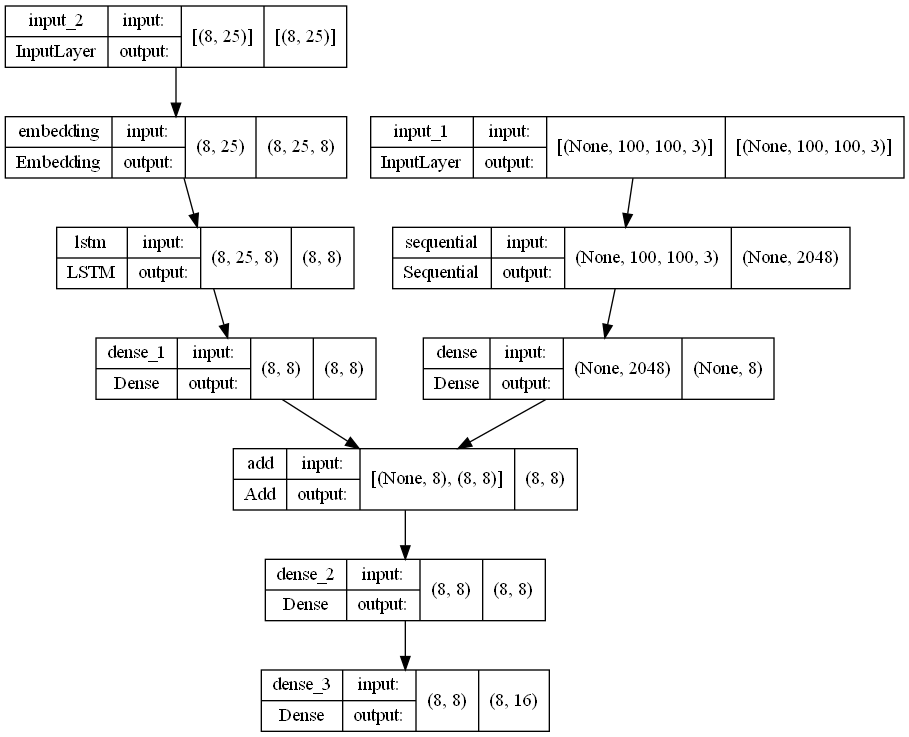 input_2 input: [(8, 25)] [(8, 25)]
InputLayer output:
embedding input: (8, 25) (8, 25, 8)
Embedding output:
input_1 input: [(None, 100, 100, 3)] [(None, 100, 100, 3)]
InputLayer output:
lstm input: (8, 25, 8) (8, 8)
LSTM output:
sequential input: (None, 100, 100, 3) (None, 2048)
Sequential output:
dense_1 input: (8, 8) (8, 8)
Dense output:
dense input: (None, 2048) (None, 8)
Dense output:
add input: [(None, 8), (8, 8)] (8, 8)
Add output:
dense_2 input: (8, 8) (8, 8)
Dense output:
dense_3 input: (8, 8) (8, 16)
Dense output: